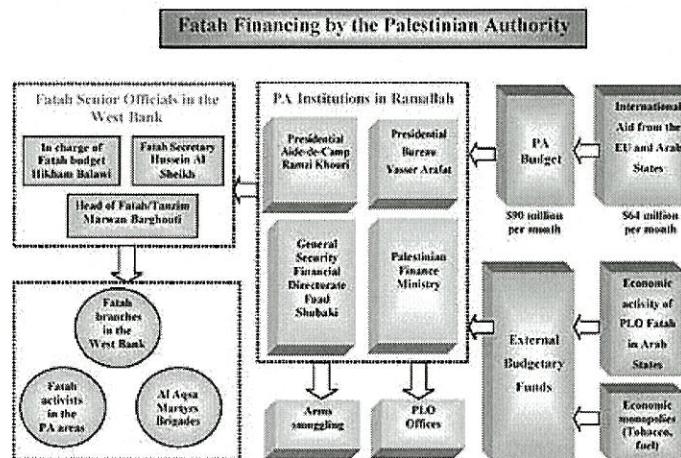 Fatah Financing by the Palestinian Authority
Fatah Senior Officials in the
West Bank
In charge of
Fatah budget
Hikham Balawi
Fatah Secretary
Hussein Al
Sheikh
Head of Fatah/Tanzim
Marwan Barghouti
Fatah
branches
in the
West Bank
Fatah
activists
in the
PA areas
Al Aqsa
Martyrs
Brigades
PA Institutions in Ramallah
Presidential
Aide-de-Camp
Ramzi Khouri
Presidential
Bureau
Yasser Arafat
General
Security
Financial
Directorate
Fuad
Shubaki
Palestinian
Finance
Ministry
Arms
smuggling
PLO
Offices
PA
Budget
$90 million
per month
International
Aid from the
EU and Arab
States
$64 million
per month
External
Budgetary
Funds
Economic
activity of
PLO Fatah
in Arab
States
Economic
monopolies
(Tobacco,
fuel)